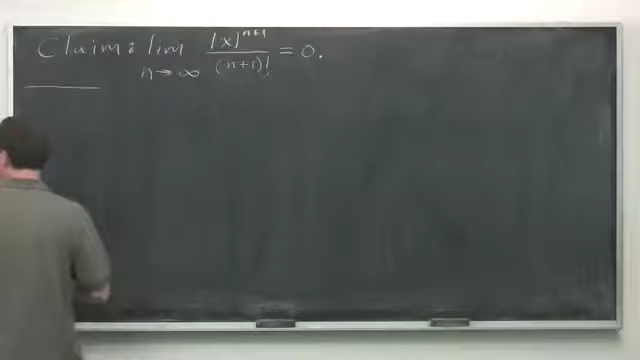 Claim: lim |x|^{n+1} / (n+1)! = 0.
n→∞